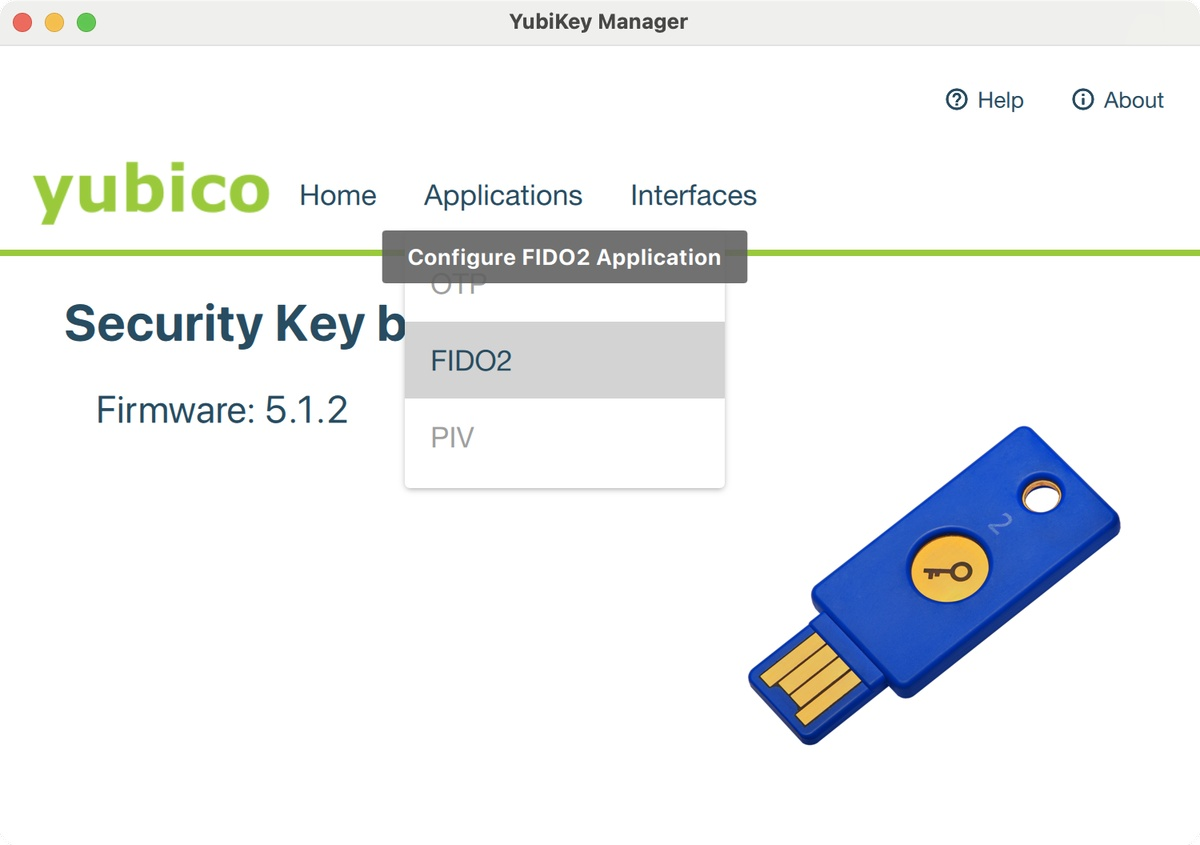 YubiKey Manager
Help
About
yubico
Home
Applications
Interfaces
Configure FIDO2 Application
OTP
Security Key b
FIDO2
Firmware: 5.1.2
PIV
2